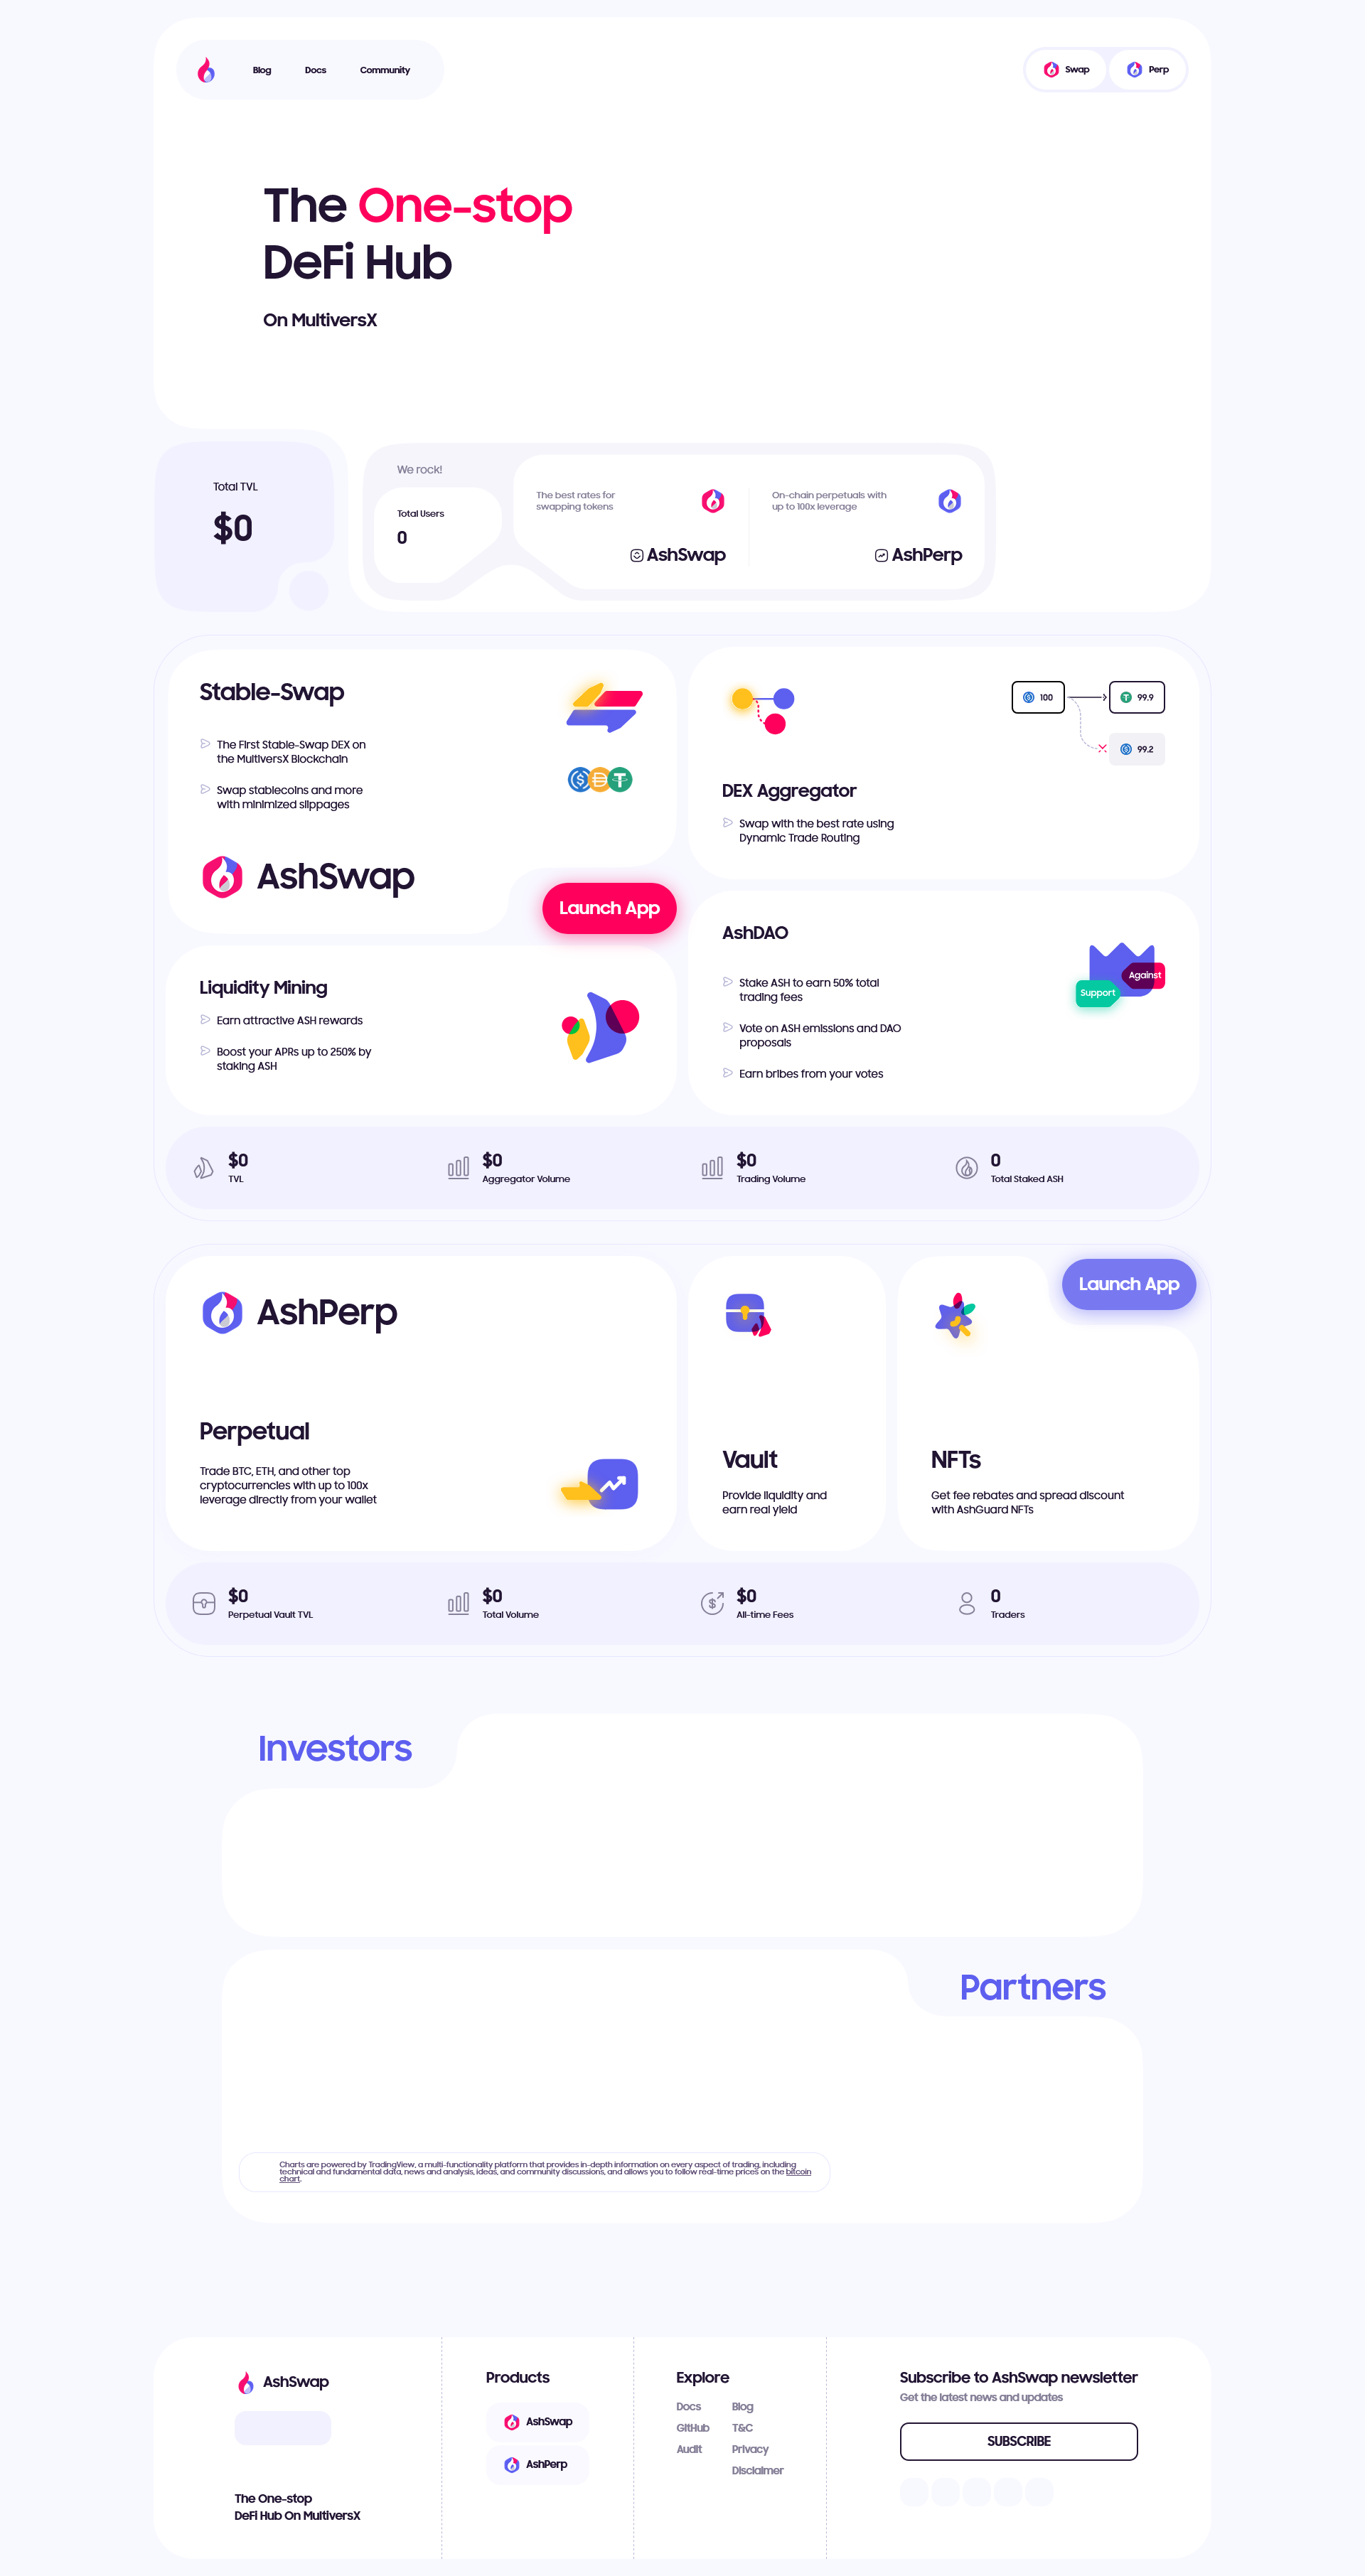 Blog
Docs
Community
Swap
Perp
The One-stop
DeFi Hub
On MultiversX
Total TVL
$0
We rock!
Total Users
0
The best rates for
swapping tokens
AshSwap
On-chain perpetuals with
up to 100x leverage
AshPerp
Stable-Swap
The First Stable-Swap DEX on
the MultiversX Blockchain
Swap stablecoins and more
with minimized slippages
AshSwap
Launch App
100
99.9
99.2
DEX Aggregator
Swap with the best rate using
Dynamic Trade Routing
Liquidity Mining
Earn attractive ASH rewards
Boost your APRs up to 250% by
staking ASH
AshDAO
Stake ASH to earn 50% total
trading fees
Vote on ASH emissions and DAO
proposals
Earn bribes from your votes
Against
Support
$0
TVL
$0
Aggregator Volume
$0
Trading Volume
0
Total Staked ASH
AshPerp
Perpetual
Trade BTC, ETH, and other top
cryptocurrencies with up to 100x
leverage directly from your wallet
Vault
Provide liquidity and
earn real yield
Launch App
NFTs
Get fee rebates and spread discount
with AshGuard NFTs
$0
Perpetual Vault TVL
$0
Total Volume
$0
All-time Fees
0
Traders
Investors
Partners
Charts are powered by TradingView, a multi-functionality platform that provides in-depth information on every aspect of trading, including
technical and fundamental data, news and analysis, ideas, and community discussions, and allows you to follow real-time prices on the bitcoin
chart.
AshSwap
The One-stop
DeFi Hub On MultiversX
Products
AshSwap
AshPerp
Explore
Docs
GitHub
Audit
Blog
T&C
Privacy
Disclaimer
Subscribe to AshSwap newsletter
Get the latest news and updates
SUBSCRIBE